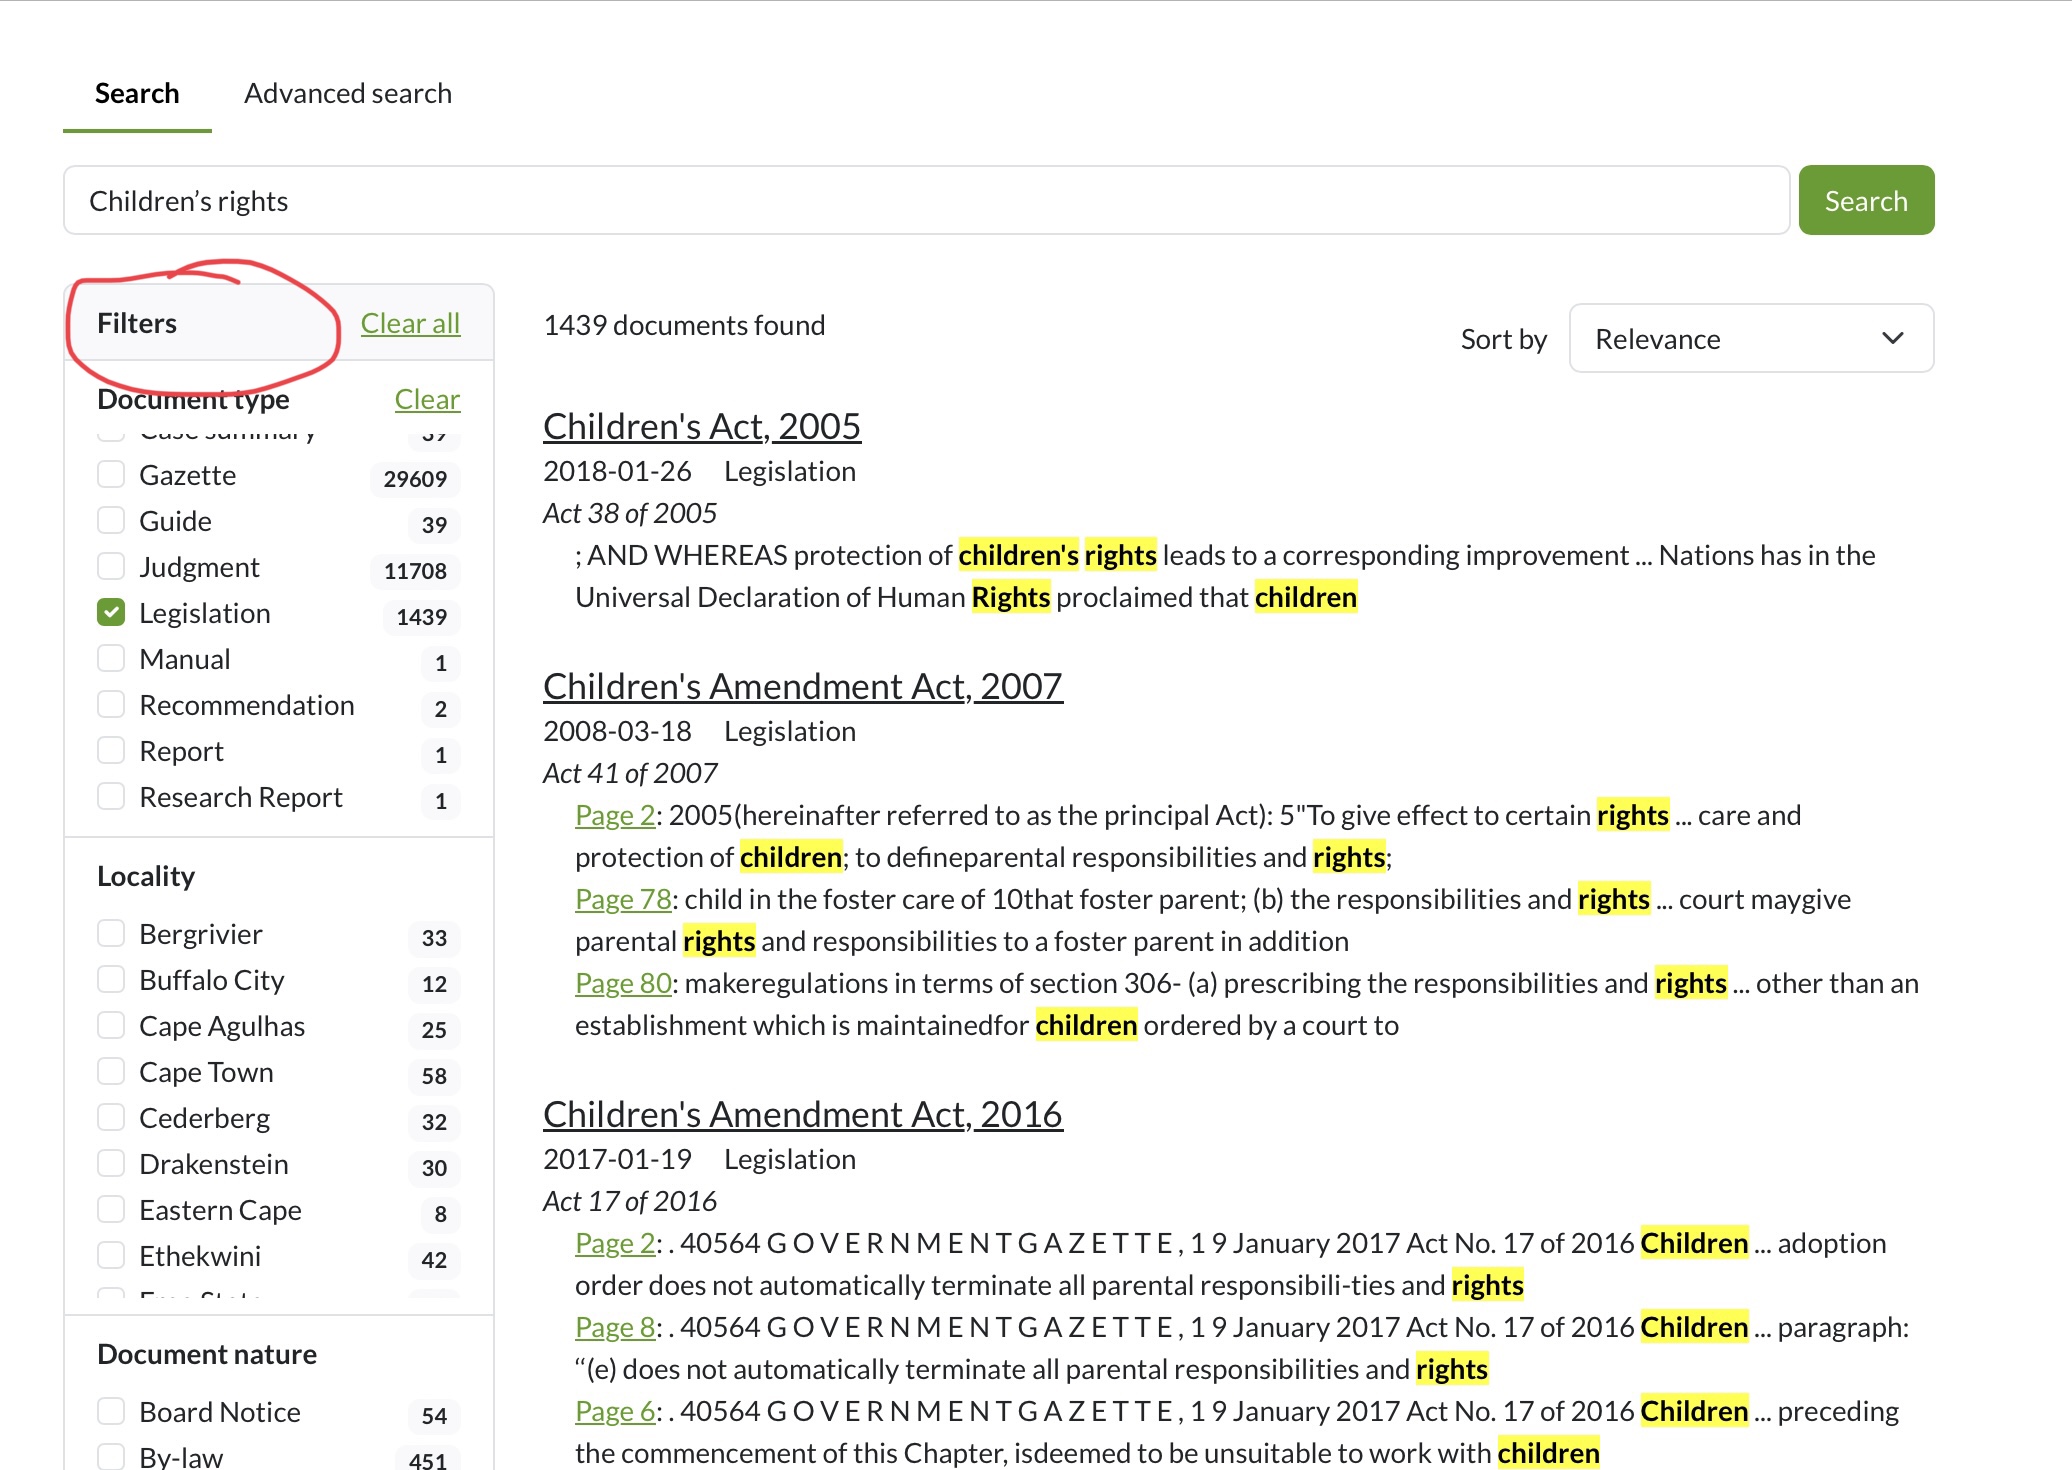 Search Advanced search
Children’s rights Search
Filters Clear all
Document type Clear
Case summary 39
Gazette 29609
Guide 39
Judgment 11708
Legislation 1439
Manual 1
Recommendation 2
Report 1
Research Report 1
Locality
Bergrivier 33
Buffalo City 12
Cape Agulhas 25
Cape Town 58
Cederberg 32
Drakenstein 30
Eastern Cape 8
Ethekwini 42
Free State
Document nature
Board Notice 54
By-law 451
1439 documents found
Sort by Relevance
Children's Act, 2005
2018-01-26 Legislation
Act 38 of 2005
; AND WHEREAS protection of children's rights leads to a corresponding improvement ... Nations has in the
Universal Declaration of Human Rights proclaimed that children
Children's Amendment Act, 2007
2008-03-18 Legislation
Act 41 of 2007
Page 2: 2005(hereinafter referred to as the principal Act): 5"To give effect to certain rights ... care and
protection of children; to defineparental responsibilities and rights;
Page 78: child in the foster care of 10that foster parent; (b) the responsibilities and rights ... court maygive
parental rights and responsibilities to a foster parent in addition
Page 80: makeregulations in terms of section 306- (a) prescribing the responsibilities and rights ... other than an
establishment which is maintainedfor children ordered by a court to
Children's Amendment Act, 2016
2017-01-19 Legislation
Act 17 of 2016
Page 2: . 40564 G O V E R N M E N T G A Z E T T E , 1 9 January 2017 Act No. 17 of 2016 Children ... adoption
order does not automatically terminate all parental responsibili-ties and rights
Page 8: . 40564 G O V E R N M E N T G A Z E T T E , 1 9 January 2017 Act No. 17 of 2016 Children ... paragraph:
“(e) does not automatically terminate all parental responsibilities and rights
Page 6: . 40564 G O V E R N M E N T G A Z E T T E , 1 9 January 2017 Act No. 17 of 2016 Children ... preceding
the commencement of this Chapter, isdeemed to be unsuitable to work with children